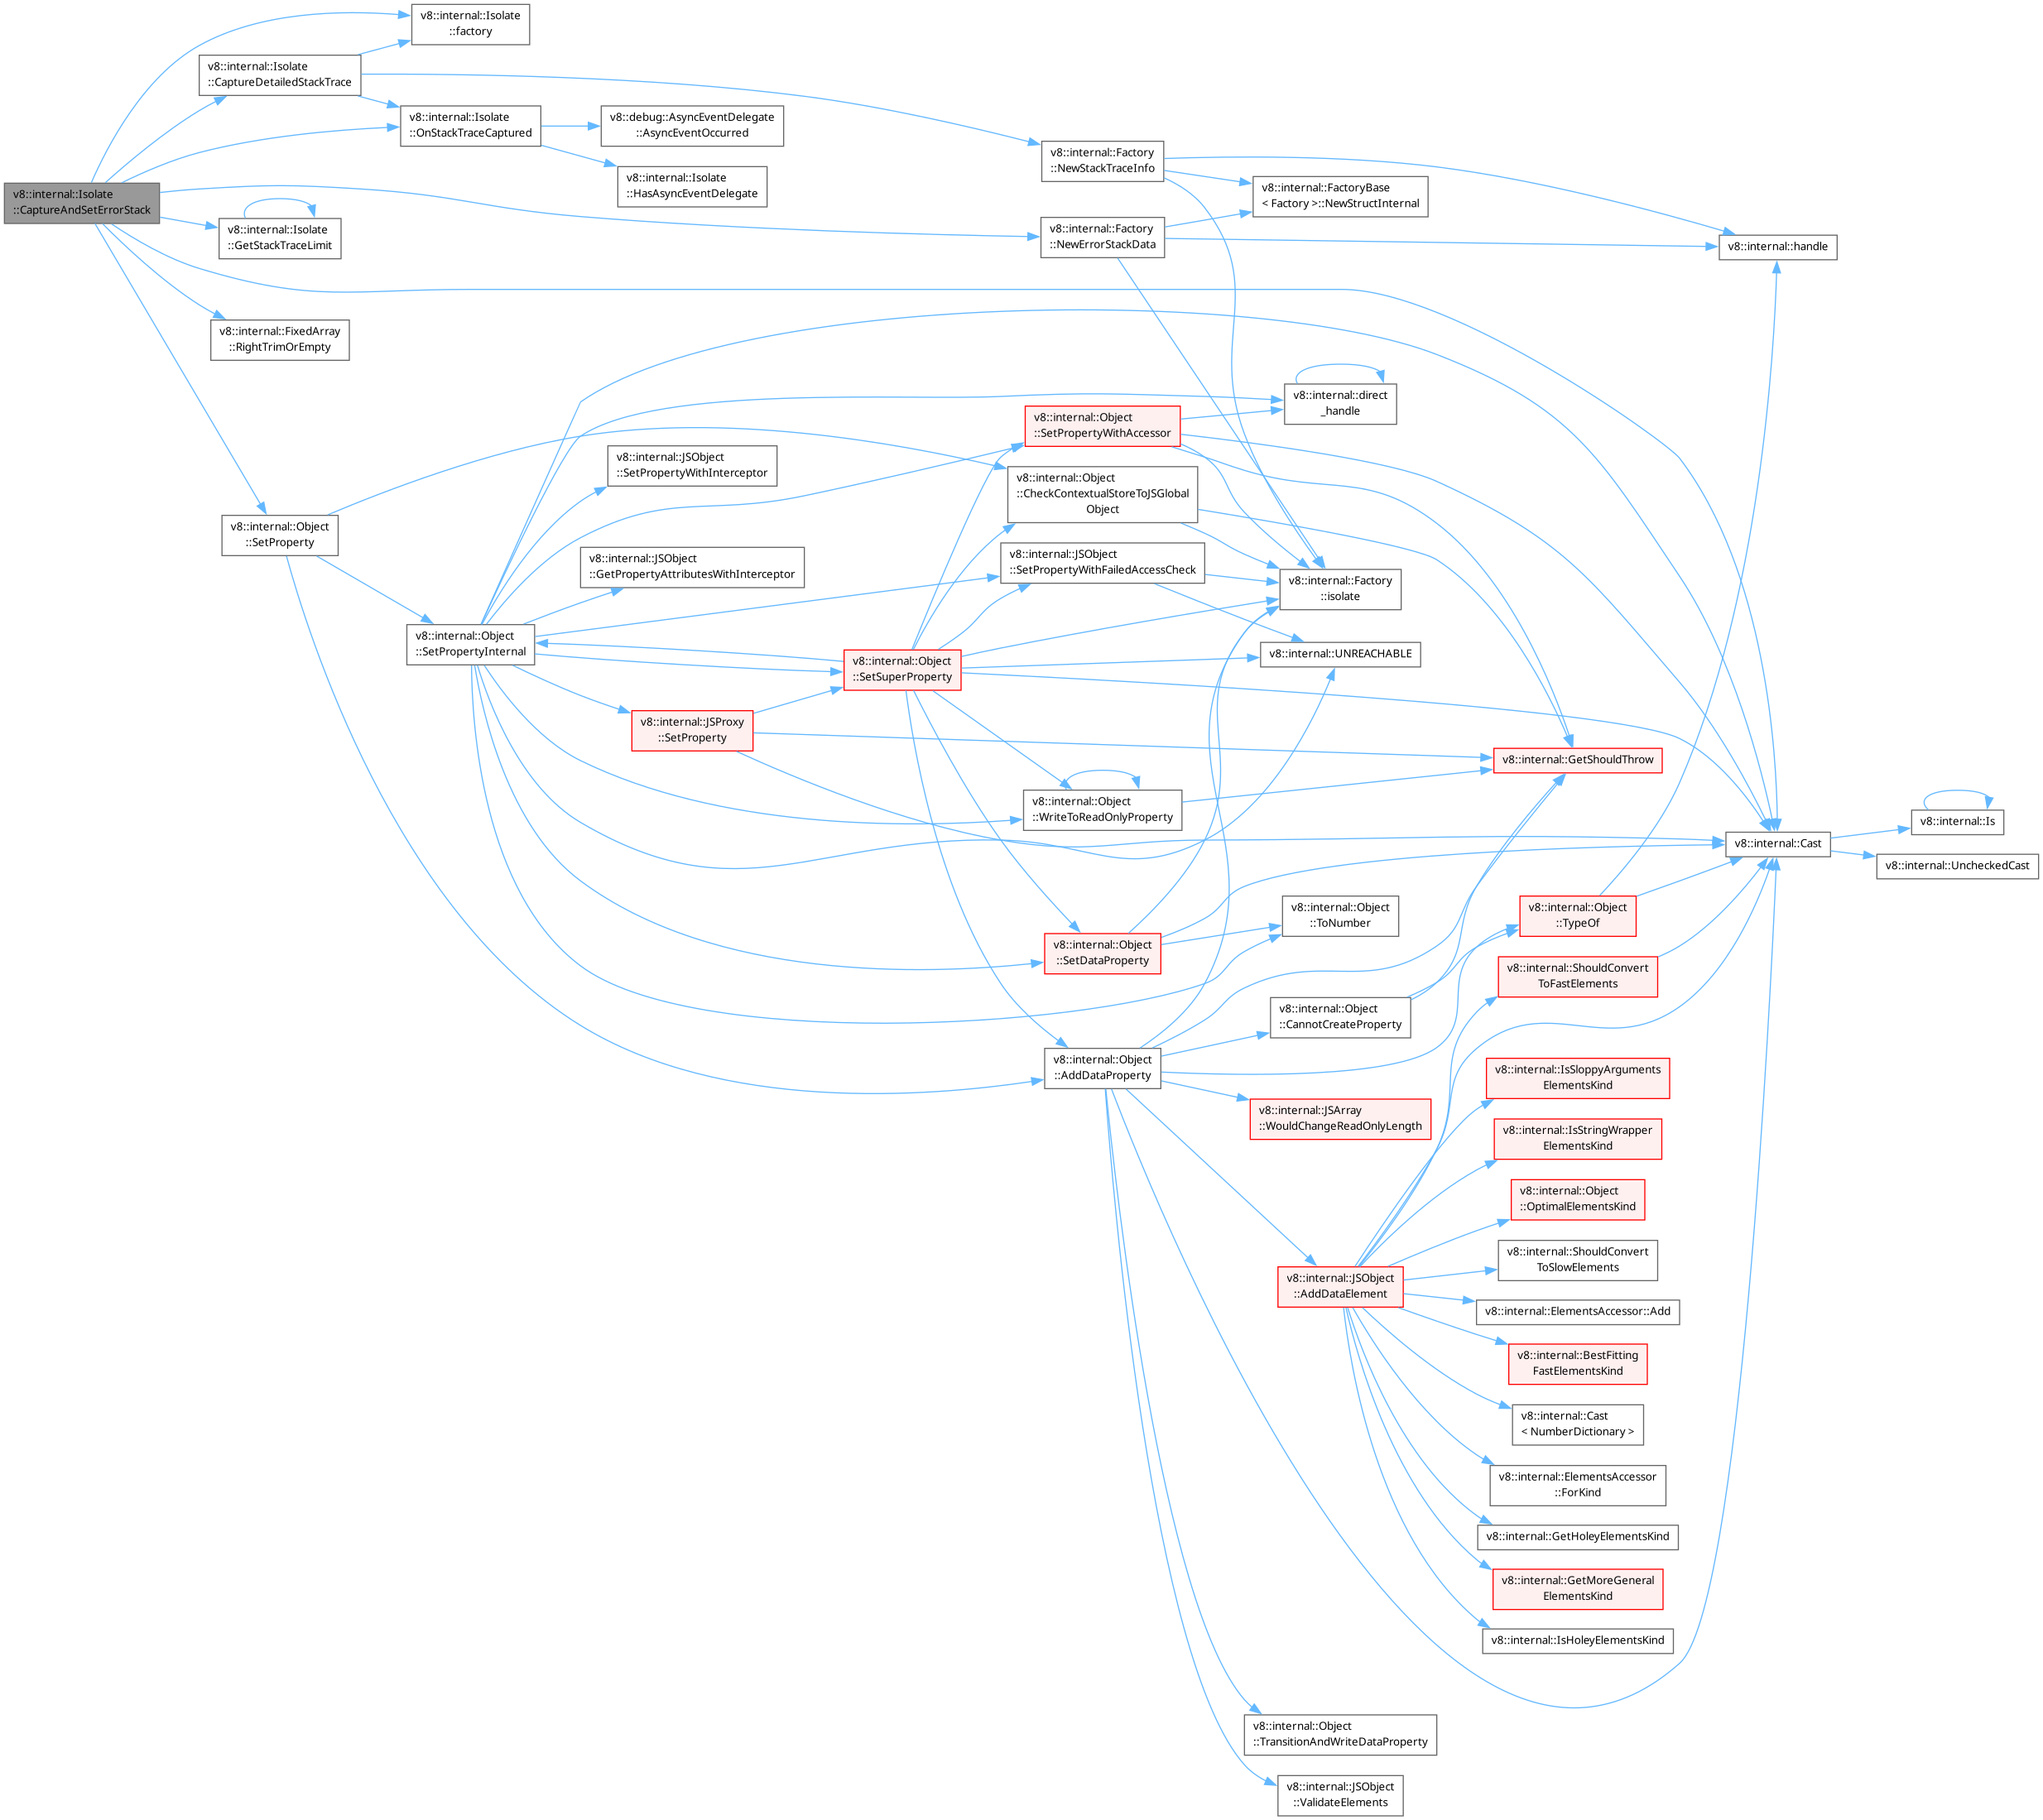 v8::internal::Isolate
::factory
v8::internal::Isolate
::CaptureDetailedStackTrace
v8::internal::Isolate
::OnStackTraceCaptured
v8::debug::AsyncEventDelegate
::AsyncEventOccurred
v8::internal::Factory
::NewStackTraceInfo
v8::internal::Isolate
::HasAsyncEventDelegate
v8::internal::FactoryBase
< Factory >::NewStructInternal
v8::internal::Isolate
::CaptureAndSetErrorStack
v8::internal::Isolate
::GetStackTraceLimit
v8::internal::Factory
::NewErrorStackData
v8::internal::handle
v8::internal::FixedArray
::RightTrimOrEmpty
v8::internal::direct
_handle
v8::internal::Object
::SetPropertyWithAccessor
v8::internal::JSObject
::SetPropertyWithInterceptor
v8::internal::Object
::CheckContextualStoreToJSGlobal
Object
v8::internal::Object
::SetProperty
v8::internal::JSObject
::GetPropertyAttributesWithInterceptor
v8::internal::JSObject
::SetPropertyWithFailedAccessCheck
v8::internal::Factory
::isolate
v8::internal::Object
::SetPropertyInternal
v8::internal::Object
::SetSuperProperty
v8::internal::UNREACHABLE
v8::internal::JSProxy
::SetProperty
v8::internal::GetShouldThrow
v8::internal::Object
::WriteToReadOnlyProperty
v8::internal::Is
v8::internal::Cast
v8::internal::UncheckedCast
v8::internal::Object
::ToNumber
v8::internal::Object
::TypeOf
v8::internal::Object
::SetDataProperty
v8::internal::ShouldConvert
ToFastElements
v8::internal::Object
::CannotCreateProperty
v8::internal::Object
::AddDataProperty
v8::internal::IsSloppyArguments
ElementsKind
v8::internal::JSArray
::WouldChangeReadOnlyLength
v8::internal::IsStringWrapper
ElementsKind
v8::internal::Object
::OptimalElementsKind
v8::internal::ShouldConvert
ToSlowElements
v8::internal::JSObject
::AddDataElement
v8::internal::ElementsAccessor::Add
v8::internal::BestFitting
FastElementsKind
v8::internal::Cast
< NumberDictionary >
v8::internal::ElementsAccessor
::ForKind
v8::internal::GetHoleyElementsKind
v8::internal::GetMoreGeneral
ElementsKind
v8::internal::IsHoleyElementsKind
v8::internal::Object
::TransitionAndWriteDataProperty
v8::internal::JSObject
::ValidateElements